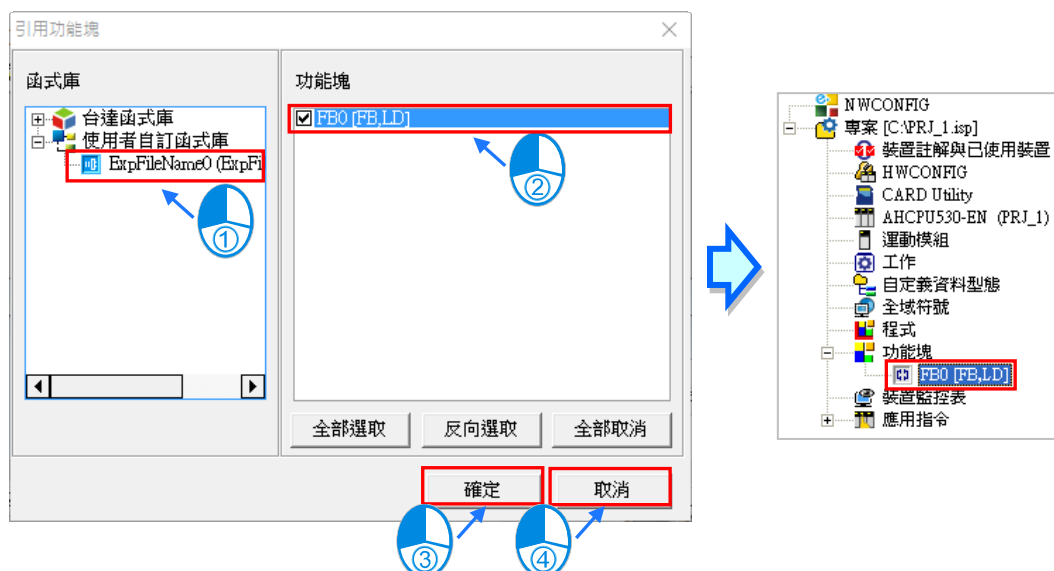 引用功能塊
函式庫
台達函式庫
使用者自訂函式庫
ExpFileName0 (ExpFi
功能塊
FB0 [FB,LD]
①
②
全部選取
反向選取
全部取消
確定
取消
③
④
NWCONFIG
專案 [C:\PRJ_1.isp]
裝置註解與已使用裝置
HWCONFIG
CARD Utility
AHCPU530-EN (PRJ_1)
運動模組
工作
自定義資料型態
全域符號
程式
功能塊
FB0 [FB,LD]
裝置監控表
應用指令